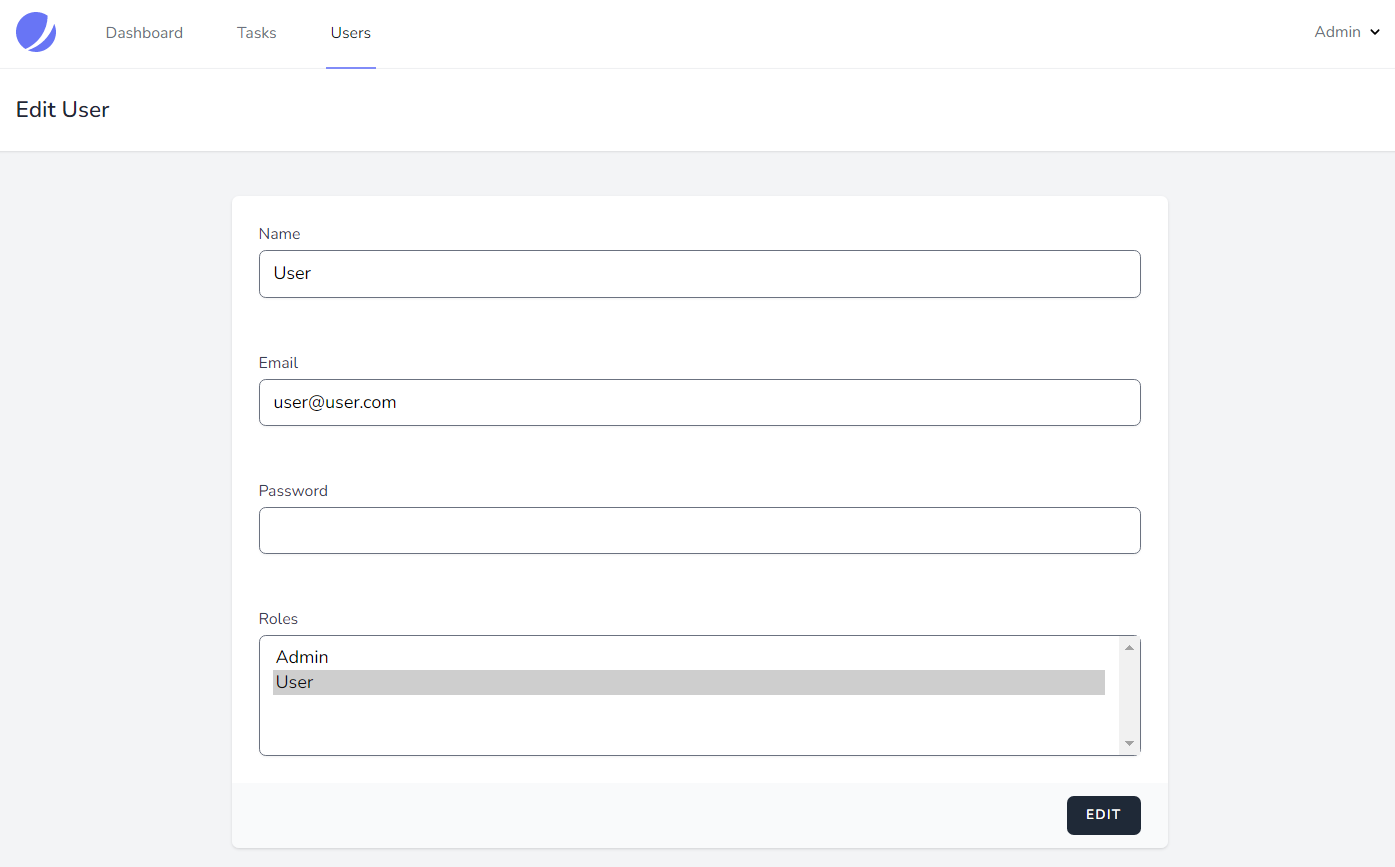 Dashboard Tasks Users Admin
Edit User
Name
User
Email
user@user.com
Password
Roles
Admin
User
EDIT